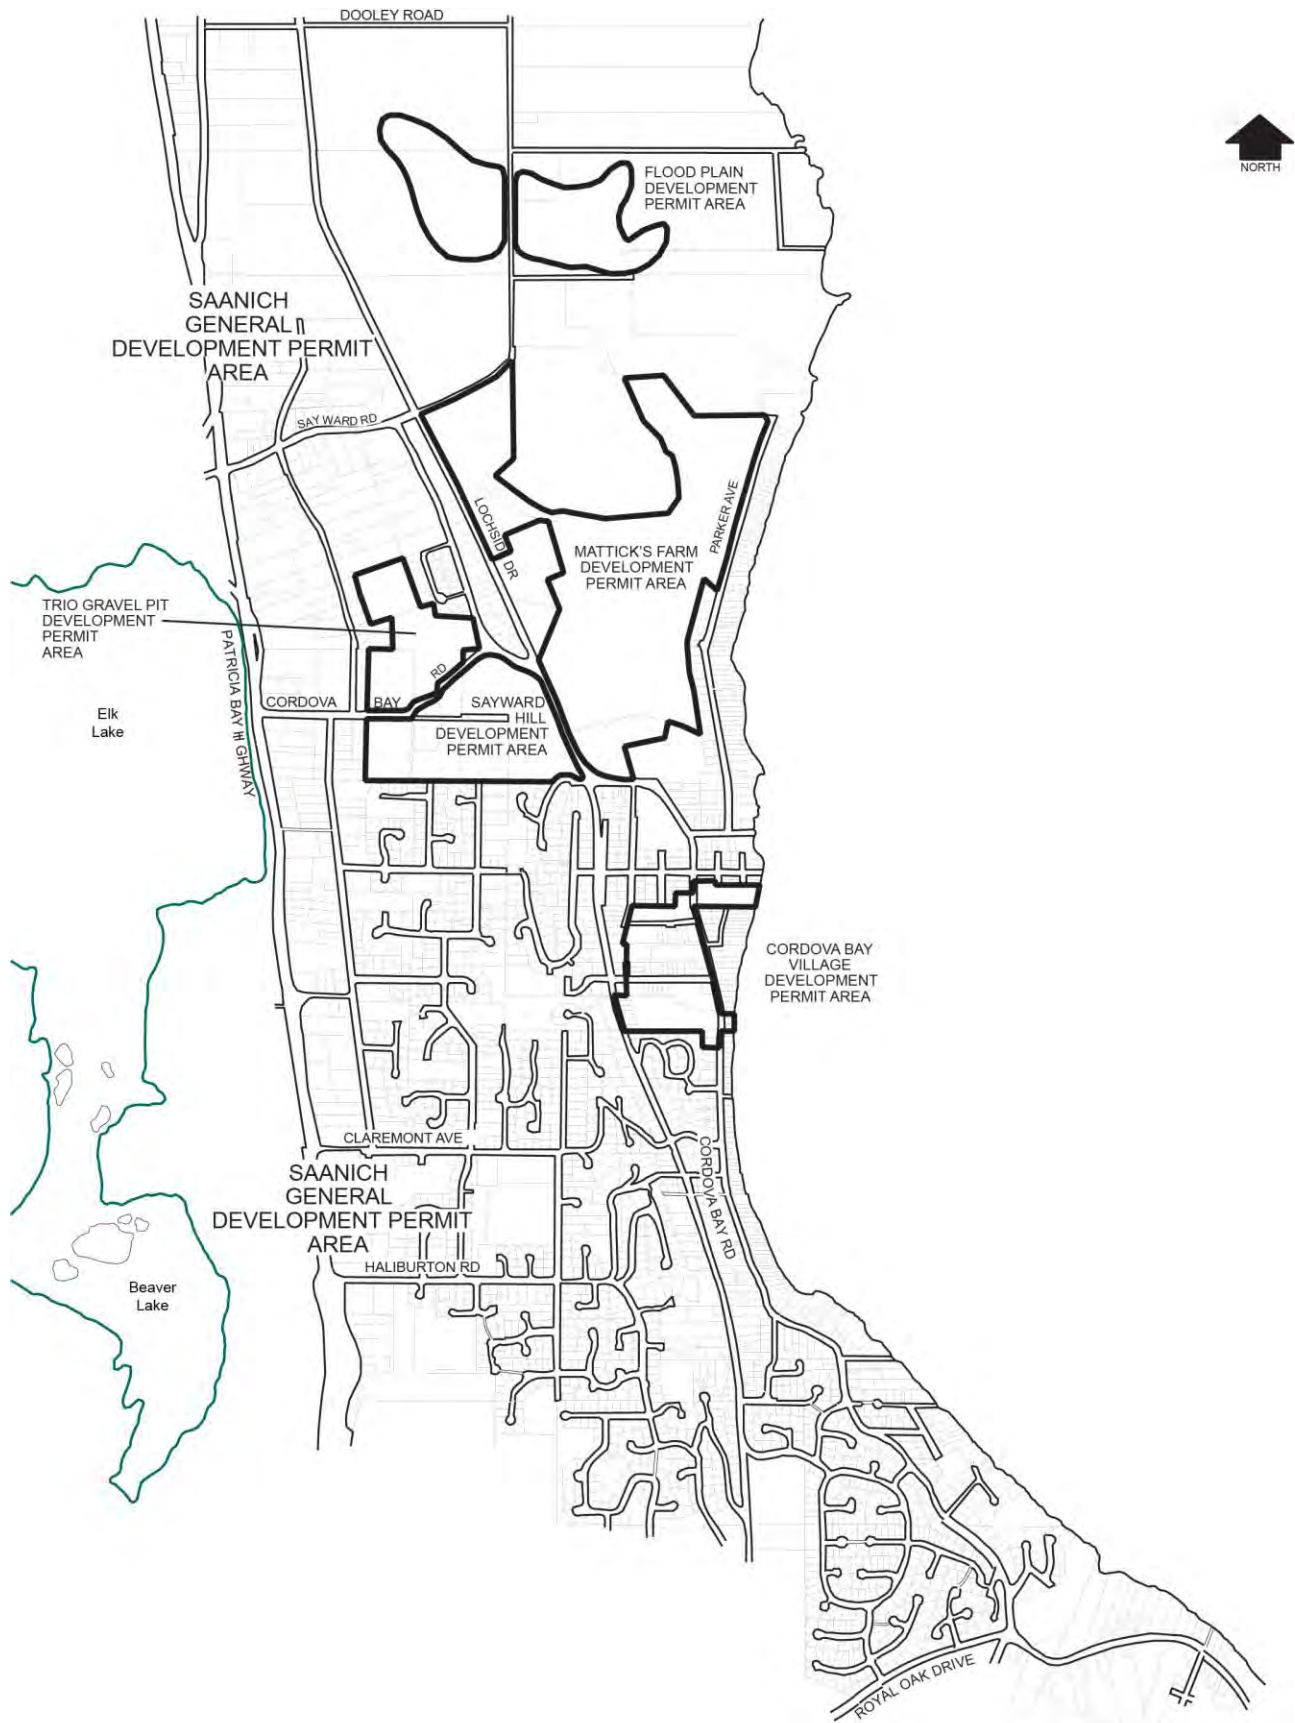 DOOLEY ROAD
NORTH
FLOOD PLAIN
DEVELOPMENT
PERMIT AREA
SAANICH
GENERAL
DEVELOPMENT PERMIT
AREA
SAYWARD RD
LOCHSID DR
PARKER AVE
MATTICK'S FARM
DEVELOPMENT
PERMIT AREA
TRIO GRAVEL PIT
DEVELOPMENT
PERMIT
AREA
PATRICIA BAY HIGHWAY
CORDOVA BAY RD
SAYWARD
HILL
DEVELOPMENT
PERMIT AREA
Elk
Lake
CORDOVA BAY
VILLAGE
DEVELOPMENT
PERMIT AREA
CLAREMONT AVE
CORDOVA BAY RD
SAANICH
GENERAL
DEVELOPMENT PERMIT
AREA
HALIBURTON RD
Beaver
Lake
ROYAL OAK DRIVE